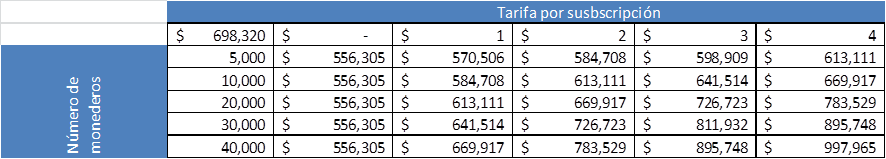 Tarifa por susbscripción
$ 698,320 $ - $ 1 $ 2 $ 3 $ 4
Número de monederos
5,000 $ 556,305 $ 570,506 $ 584,708 $ 598,909 $ 613,111
10,000 $ 556,305 $ 584,708 $ 613,111 $ 641,514 $ 669,917
20,000 $ 556,305 $ 613,111 $ 669,917 $ 726,723 $ 783,529
30,000 $ 556,305 $ 641,514 $ 726,723 $ 811,932 $ 895,748
40,000 $ 556,305 $ 669,917 $ 783,529 $ 895,748 $ 997,965